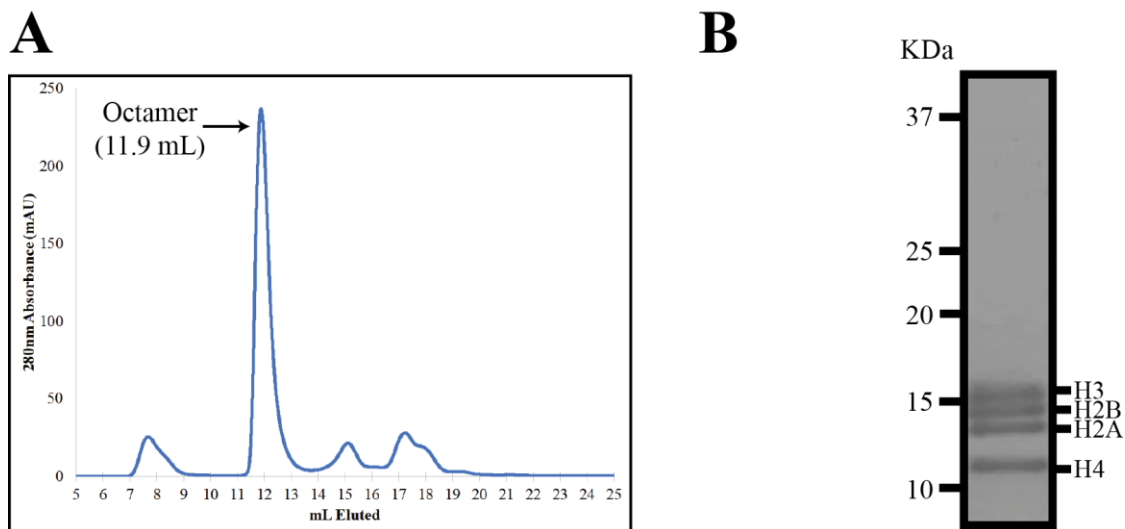 A
B
Octamer
(11.9 mL)
250
200
150
100
50
0
280nm Absorbance (mAU)
5 6 7 8 9 10 11 12 13 14 15 16 17 18 19 20 21 22 23 24 25
mL Eluted
KDa
37
25
20
15
10
H3
H2B
H2A
H4